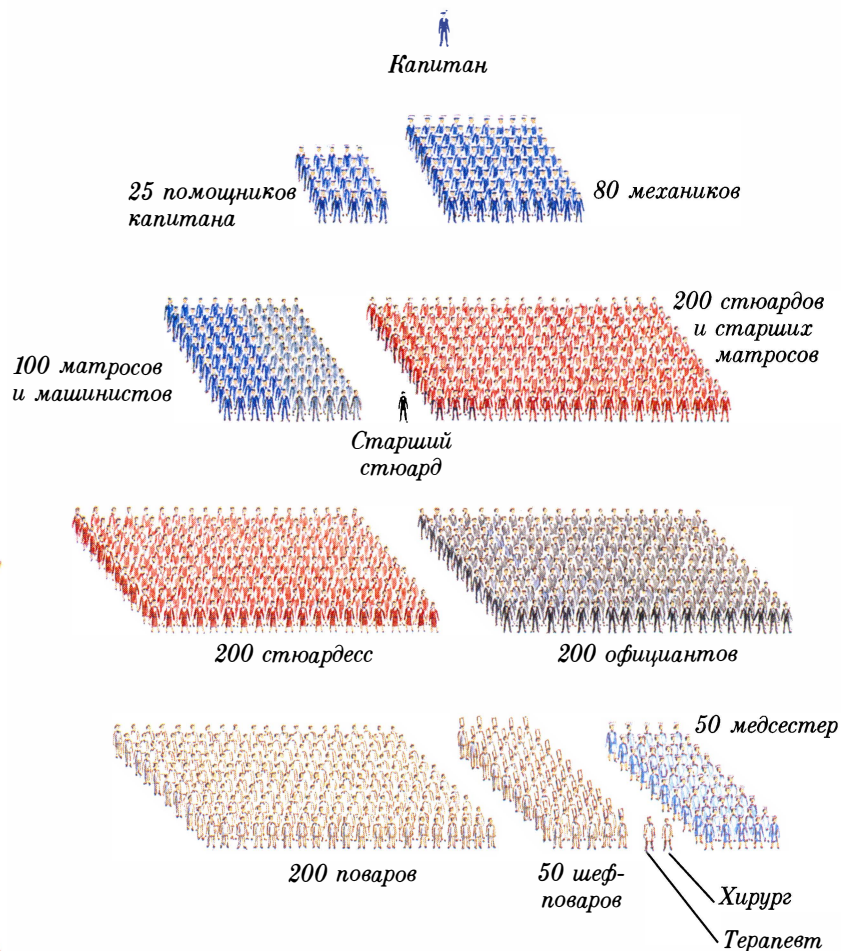 Капитан
25 помощников
капитана
80 механиков
200 стюардов
и старших
матросов
100 матросов
и машинистов
Старший
стюард
200 стюардесс
200 официантов
50 медсестер
200 поваров
50 шеф-
поваров
Хирург
Терапевт